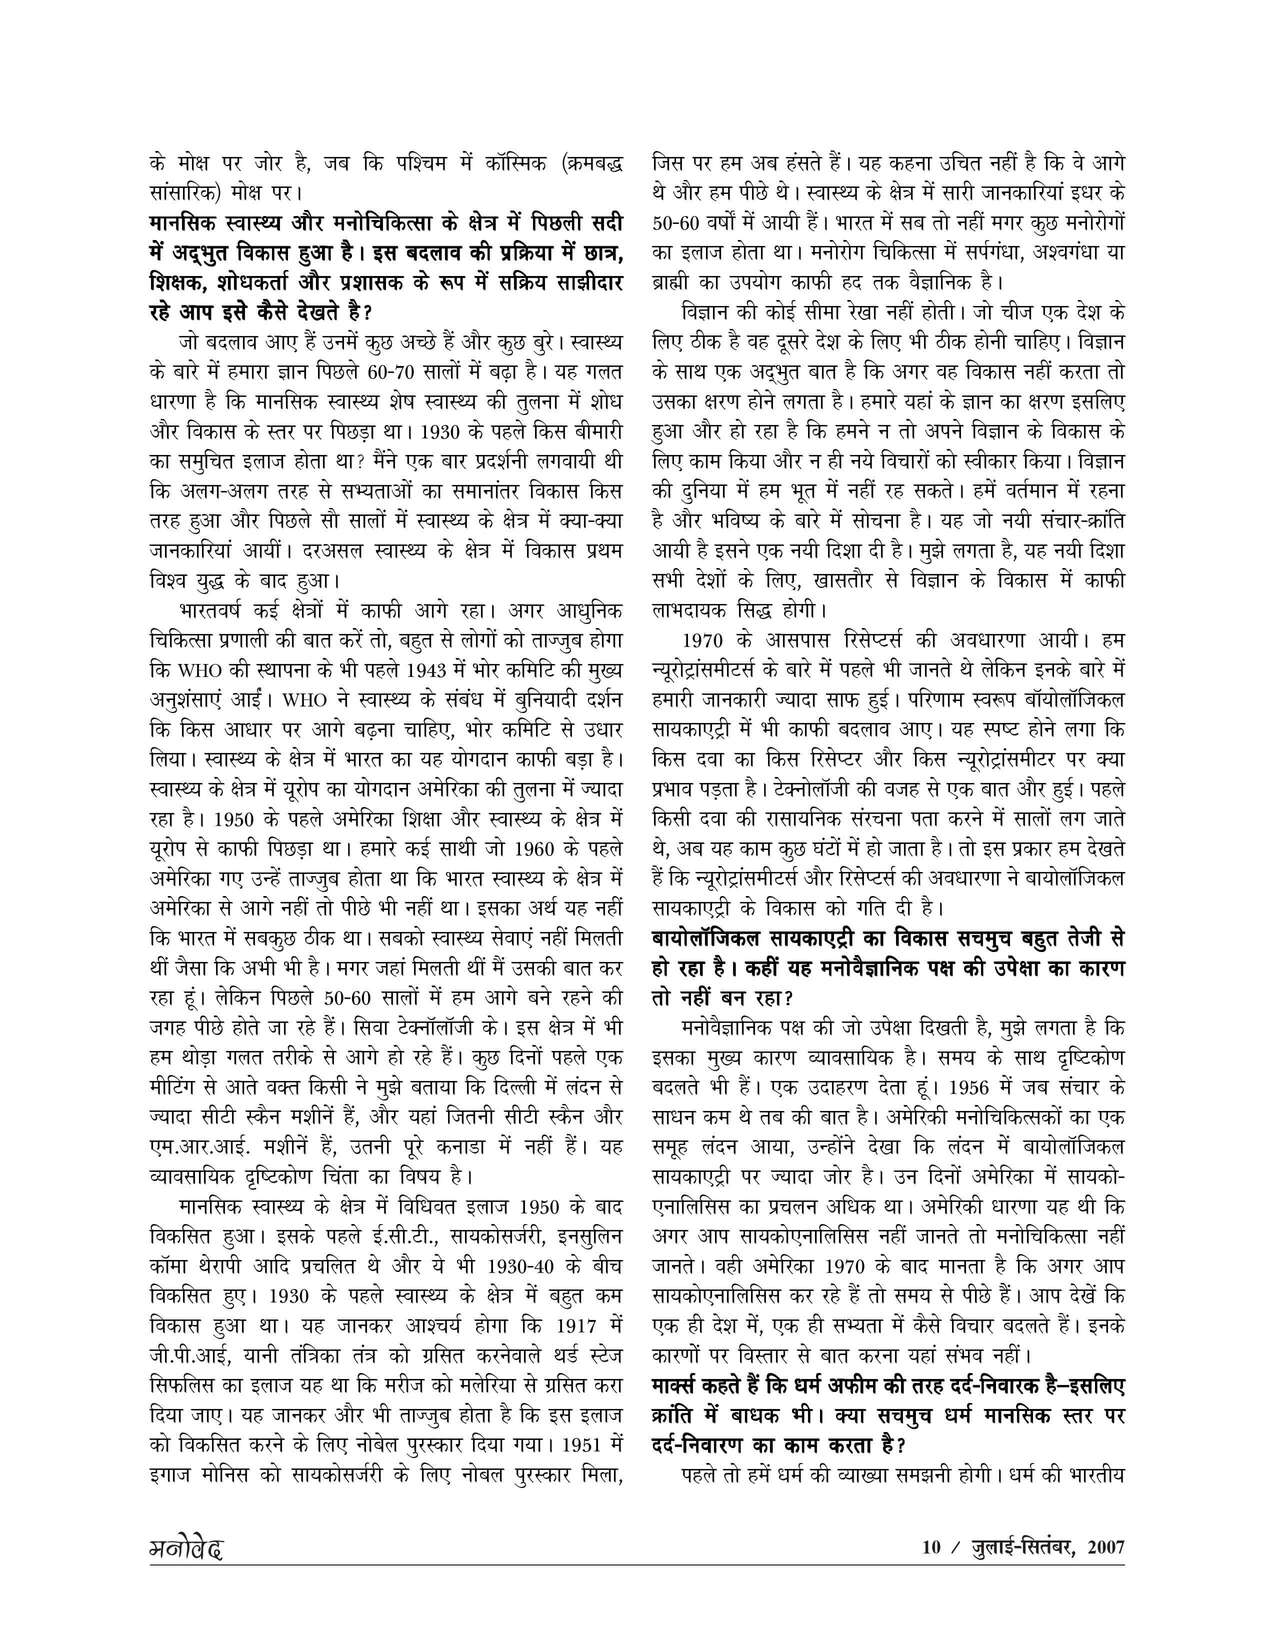 के मोक्ष पर जोर है, जब कि पश्चिम में कॉस्मिक (क्रमबद्ध
सांसारिक) मोक्ष पर।
मानसिक स्वास्थ्य और मनोचिकित्सा के क्षेत्र में पिछली सदी
में अद्‌भुत विकास हुआ है। इस बदलाव की प्रक्रिया में छात्र,
शिक्षक, शोधकर्ता और प्रशासक के रूप में सक्रिय साझीदार
रहे आप इसे कैसे देखते है?
जो बदलाव आए हैं उनमें कुछ अच्छे हैं और कुछ बुरे। स्वास्थ्य
के बारे में हमारा ज्ञान पिछले 60-70 सालों में बढ़ा है। यह गलत
धारणा है कि मानसिक स्वास्थ्य शेष स्वास्थ्य की तुलना में शोध
और विकास के स्तर पर पिछड़ा था। 1930 के पहले किस बीमारी
का समुचित इलाज होता था? मैंने एक बार प्रदर्शनी लगवायी थी
कि अलग-अलग तरह से सभ्यताओं का समानांतर विकास किस
तरह हुआ और पिछले सौ सालों में स्वास्थ्य के क्षेत्र में क्या-क्या
जानकारियां आयीं। दरअसल स्वास्थ्य के क्षेत्र में विकास प्रथम
विश्व युद्ध के बाद हुआ।
भारतवर्ष कई क्षेत्रों में काफी आगे रहा। अगर आधुनिक
चिकित्सा प्रणाली की बात करें तो, बहुत से लोगों को ताज्जुब होगा
कि WHO की स्थापना के भी पहले 1943 में भोर कमिटि की मुख्य
अनुशंसाएं आईं। WHO ने स्वास्थ्य के संबंध में बुनियादी दर्शन
कि किस आधार पर आगे बढ़ना चाहिए, भोर कमिटि से उधार
लिया। स्वास्थ्य के क्षेत्र में भारत का यह योगदान काफी बड़ा है।
स्वास्थ्य के क्षेत्र में यूरोप का योगदान अमेरिका की तुलना में ज्यादा
रहा है। 1950 के पहले अमेरिका शिक्षा और स्वास्थ्य के क्षेत्र में
यूरोप से काफी पिछड़ा था। हमारे कई साथी जो 1960 के पहले
अमेरिका गए उन्हें ताज्जुब होता था कि भारत स्वास्थ्य के क्षेत्र में
अमेरिका से आगे नहीं तो पीछे भी नहीं था। इसका अर्थ यह नहीं
कि भारत में सबकुछ ठीक था। सबको स्वास्थ्य सेवाएं नहीं मिलती
थीं जैसा कि अभी भी है। मगर जहां मिलती थीं मैं उसकी बात कर
रहा हूं। लेकिन पिछले 50-60 सालों में हम आगे बने रहने की
जगह पीछे होते जा रहे हैं। सिवा टेक्नॉलॉजी के। इस क्षेत्र में भी
हम थोड़ा गलत तरीके से आगे हो रहे हैं। कुछ दिनों पहले एक
मीटिंग से आते वक्त किसी ने मुझे बताया कि दिल्ली में लंदन से
ज्यादा सीटी स्कैन मशीनें हैं, और यहां जितनी सीटी स्कैन और
एम.आर.आई. मशीनें हैं, उतनी पूरे कनाडा में नहीं हैं। यह
व्यावसायिक दृष्टिकोण चिंता का विषय है।
मानसिक स्वास्थ्य के क्षेत्र में विधिवत इलाज 1950 के बाद
विकसित हुआ। इसके पहले ई.सी.टी., सायकोसर्जरी, इनसुलिन
कॉमा थेरापी आदि प्रचलित थे और ये भी 1930-40 के बीच
विकसित हुए। 1930 के पहले स्वास्थ्य के क्षेत्र में बहुत कम
विकास हुआ था। यह जानकर आश्चर्य होगा कि 1917 में
जी.पी.आई, यानी तंत्रिका तंत्र को ग्रसित करनेवाले थर्ड स्टेज
सिफलिस का इलाज यह था कि मरीज को मलेरिया से ग्रसित करा
दिया जाए। यह जानकर और भी ताज्जुब होता है कि इस इलाज
को विकसित करने के लिए नोबेल पुरस्कार दिया गया। 1951 में
इगाज मोनिस को सायकोसर्जरी के लिए नोबल पुरस्कार मिला,
जिस पर हम अब हंसते हैं। यह कहना उचित नहीं है कि वे आगे
थे और हम पीछे थे। स्वास्थ्य के क्षेत्र में सारी जानकारियां इधर के
50-60 वर्षों में आयी हैं। भारत में सब तो नहीं मगर कुछ मनोरोगों
का इलाज होता था। मनोरोग चिकित्सा में सर्पगंधा, अश्वगंधा या
ब्राह्मी का उपयोग काफी हद तक वैज्ञानिक है।
विज्ञान की कोई सीमा रेखा नहीं होती। जो चीज एक देश के
लिए ठीक है वह दूसरे देश के लिए भी ठीक होनी चाहिए। विज्ञान
के साथ एक अद्‌भुत बात है कि अगर वह विकास नहीं करता तो
उसका क्षरण होने लगता है। हमारे यहां के ज्ञान का क्षरण इसलिए
हुआ और हो रहा है कि हमने न तो अपने विज्ञान के विकास के
लिए काम किया और न ही नये विचारों को स्वीकार किया। विज्ञान
की दुनिया में हम भूत में नहीं रह सकते। हमें वर्तमान में रहना
है और भविष्य के बारे में सोचना है। यह जो नयी संचार-क्रांति
आयी है इसने एक नयी दिशा दी है। मुझे लगता है, यह नयी दिशा
सभी देशों के लिए, खासतौर से विज्ञान के विकास में काफी
लाभदायक सिद्ध होगी।
1970 के आसपास रिसेप्टर्स की अवधारणा आयी। हम
न्यूरोट्रांसमीटर्स के बारे में पहले भी जानते थे लेकिन इनके बारे में
हमारी जानकारी ज्यादा साफ हुई। परिणाम स्वरूप बॉयोलॉजिकल
सायकाएट्री में भी काफी बदलाव आए। यह स्पष्ट होने लगा कि
किस दवा का किस रिसेप्टर और किस न्यूरोट्रांसमीटर पर क्या
प्रभाव पड़ता है। टेक्नोलॉजी की वजह से एक बात और हुई। पहले
किसी दवा की रासायनिक संरचना पता करने में सालों लग जाते
थे, अब यह काम कुछ घंटों में हो जाता है। तो इस प्रकार हम देखते
हैं कि न्यूरोट्रांसमीटर्स और रिसेप्टर्स की अवधारणा ने बायोलॉजिकल
सायकाएट्री के विकास को गति दी है।
बायोलॉजिकल सायकाएट्री का विकास सचमुच बहुत तेजी से
हो रहा है। कहीं यह मनोवैज्ञानिक पक्ष की उपेक्षा का कारण
तो नहीं बन रहा?
मनोवैज्ञानिक पक्ष की जो उपेक्षा दिखती है, मुझे लगता है कि
इसका मुख्य कारण व्यावसायिक है। समय के साथ दृष्टिकोण
बदलते भी हैं। एक उदाहरण देता हूं। 1956 में जब संचार के
साधन कम थे तब की बात है। अमेरिकी मनोचिकित्सकों का एक
समूह लंदन आया, उन्होंने देखा कि लंदन में बायोलॉजिकल
सायकाएट्री पर ज्यादा जोर है। उन दिनों अमेरिका में सायको-
एनालिसिस का प्रचलन अधिक था। अमेरिकी धारणा यह थी कि
अगर आप सायकोएनालिसिस नहीं जानते तो मनोचिकित्सा नहीं
जानते। वही अमेरिका 1970 के बाद मानता है कि अगर आप
सायकोएनालिसिस कर रहे हैं तो समय से पीछे हैं। आप देखें कि
एक ही देश में, एक ही सभ्यता में कैसे विचार बदलते हैं। इनके
कारणों पर विस्तार से बात करना यहां संभव नहीं।
मार्क्स कहते हैं कि धर्म अफीम की तरह दर्द-निवारक है–इसलिए
क्रांति में बाधक भी। क्या सचमुच धर्म मानसिक स्तर पर
दर्द-निवारण का काम करता है?
पहले तो हमें धर्म की व्याख्या समझनी होगी। धर्म की भारतीय
मनोवेद
10 / जुलाई-सितंबर, 2007